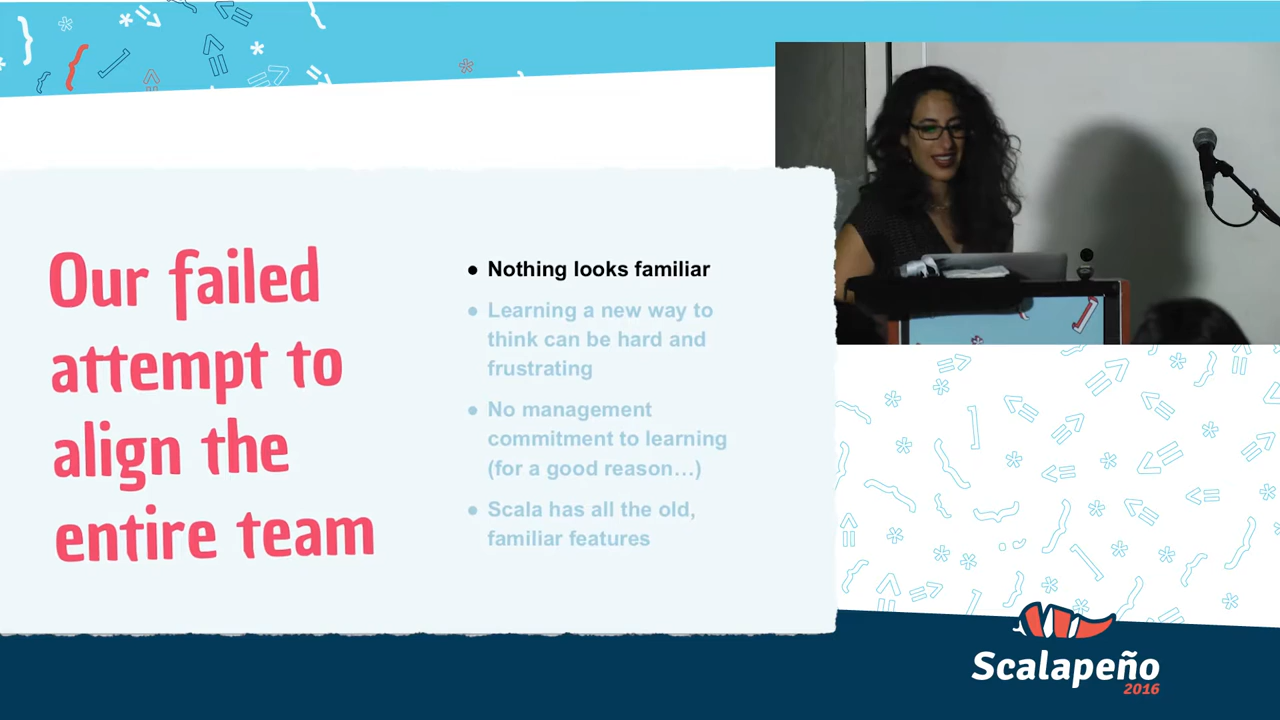 Our failed
attempt to
align the
entire team
● Nothing looks familiar
● Learning a new way to
think can be hard and
frustrating
● No management
commitment to learning
(for a good reason...)
● Scala has all the old,
familiar features
Scalapeño
2016